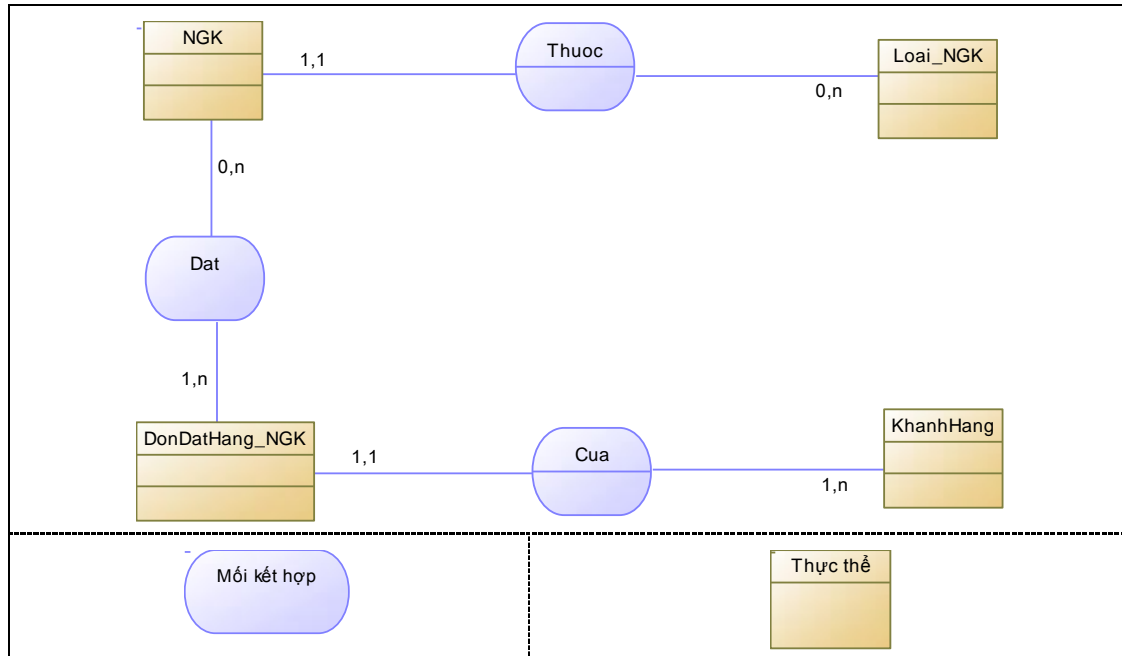 NGK
Thuoc
Loai_NGK
1,1
0,n
0,n
Dat
1,n
DonDatHang_NGK
KhanhHang
1,1
Cua
1,n
Mối kết hợp
Thực thể